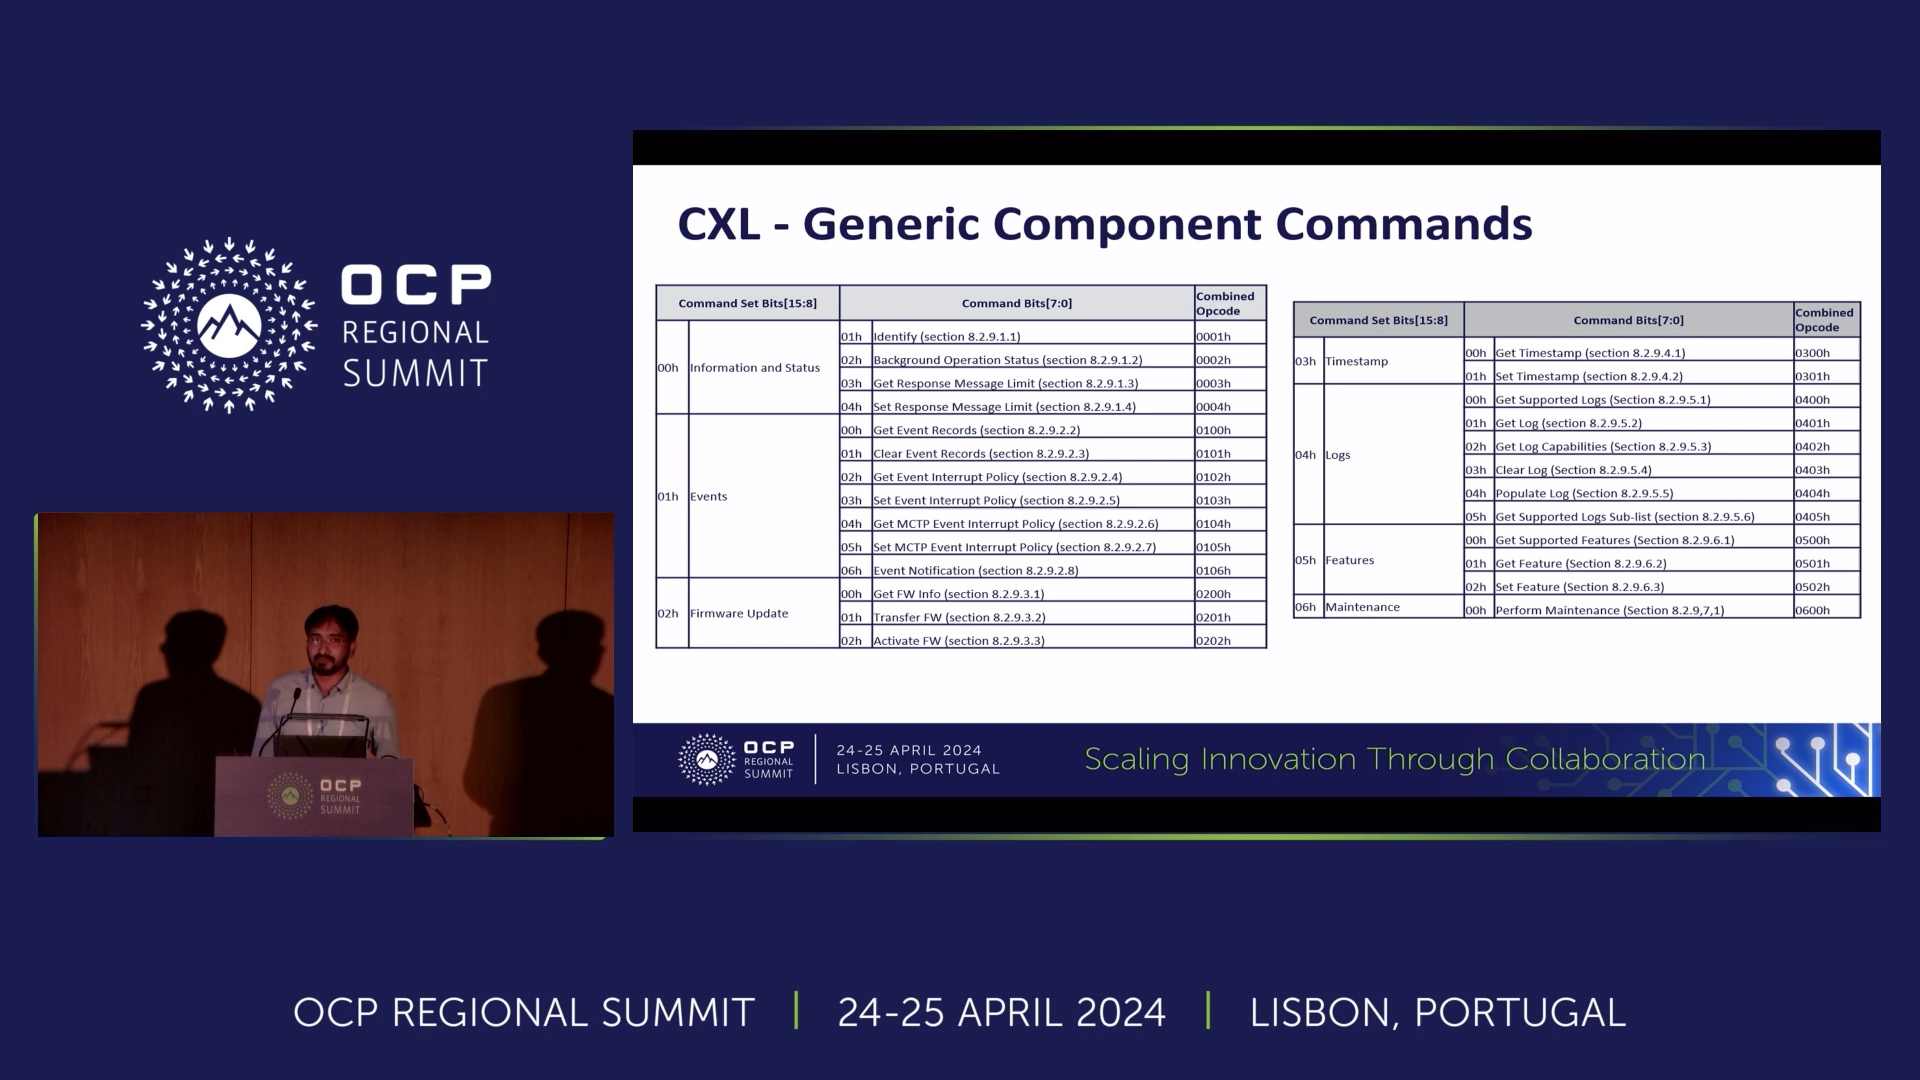 OCP
REGIONAL
SUMMIT
CXL - Generic Component Commands
Command Set Bits[15:8] Command Bits[7:0] Combined Opcode
00h Information and Status 01h Identify (section 8.2.9.1.1) 0001h
02h Background Operation Status (section 8.2.9.1.2) 0002h
03h Get Response Message Limit (section 8.2.9.1.3) 0003h
04h Set Response Message Limit (section 8.2.9.1.4) 0004h
01h Events 00h Get Event Records (section 8.2.9.2.2) 0100h
01h Clear Event Records (section 8.2.9.2.3) 0101h
02h Get Event Interrupt Policy (section 8.2.9.2.4) 0102h
03h Set Event Interrupt Policy (section 8.2.9.2.5) 0103h
04h Get MCTP Event Interrupt Policy (section 8.2.9.2.6) 0104h
05h Set MCTP Event Interrupt Policy (section 8.2.9.2.7) 0105h
06h Event Notification (section 8.2.9.2.8) 0106h
02h Firmware Update 00h Get FW Info (section 8.2.9.3.1) 0200h
01h Transfer FW (section 8.2.9.3.2) 0201h
02h Activate FW (section 8.2.9.3.3) 0202h
Command Set Bits[15:8] Command Bits[7:0] Combined Opcode
03h Timestamp 00h Get Timestamp (section 8.2.9.4.1) 0300h
01h Set Timestamp (section 8.2.9.4.2) 0301h
04h Logs 00h Get Supported Logs (Section 8.2.9.5.1) 0400h
01h Get Log (section 8.2.9.5.2) 0401h
02h Get Log Capabilities (Section 8.2.9.5.3) 0402h
03h Clear Log (Section 8.2.9.5.4) 0403h
04h Populate Log (Section 8.2.9.5.5) 0404h
05h Get Supported Logs Sub-list (section 8.2.9.5.6) 0405h
05h Features 00h Get Supported Features (Section 8.2.9.6.1) 0500h
01h Get Feature (Section 8.2.9.6.2) 0501h
02h Set Feature (Section 8.2.9.6.3) 0502h
06h Maintenance 00h Perform Maintenance (Section 8.2.9,7,1) 0600h
OCP
REGIONAL
SUMMIT
24-25 APRIL 2024
LISBON, PORTUGAL
Scaling Innovation Through Collaboration
OCP
REGIONAL
SUMMIT
OCP REGIONAL SUMMIT | 24-25 APRIL 2024 | LISBON, PORTUGAL